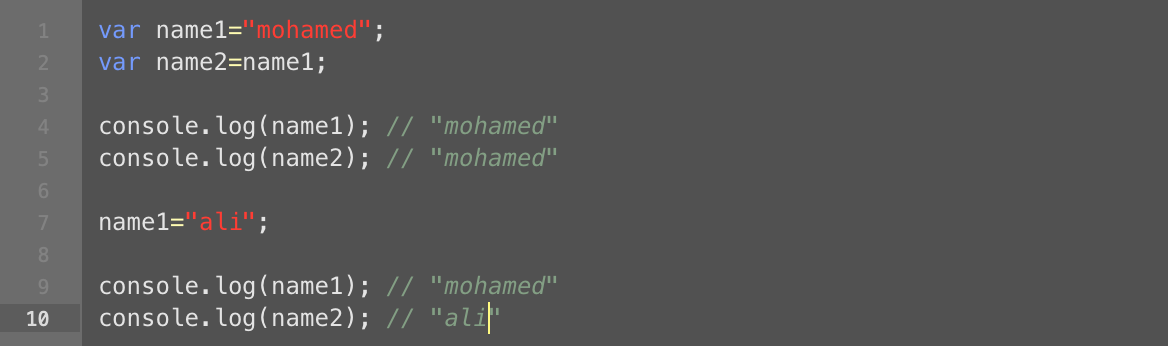 1 var name1="mohamed";
2 var name2=name1;
3
4 console.log(name1); // "mohamed"
5 console.log(name2); // "mohamed"
6
7 name1="ali";
8
9 console.log(name1); // "mohamed"
10 console.log(name2); // "ali"